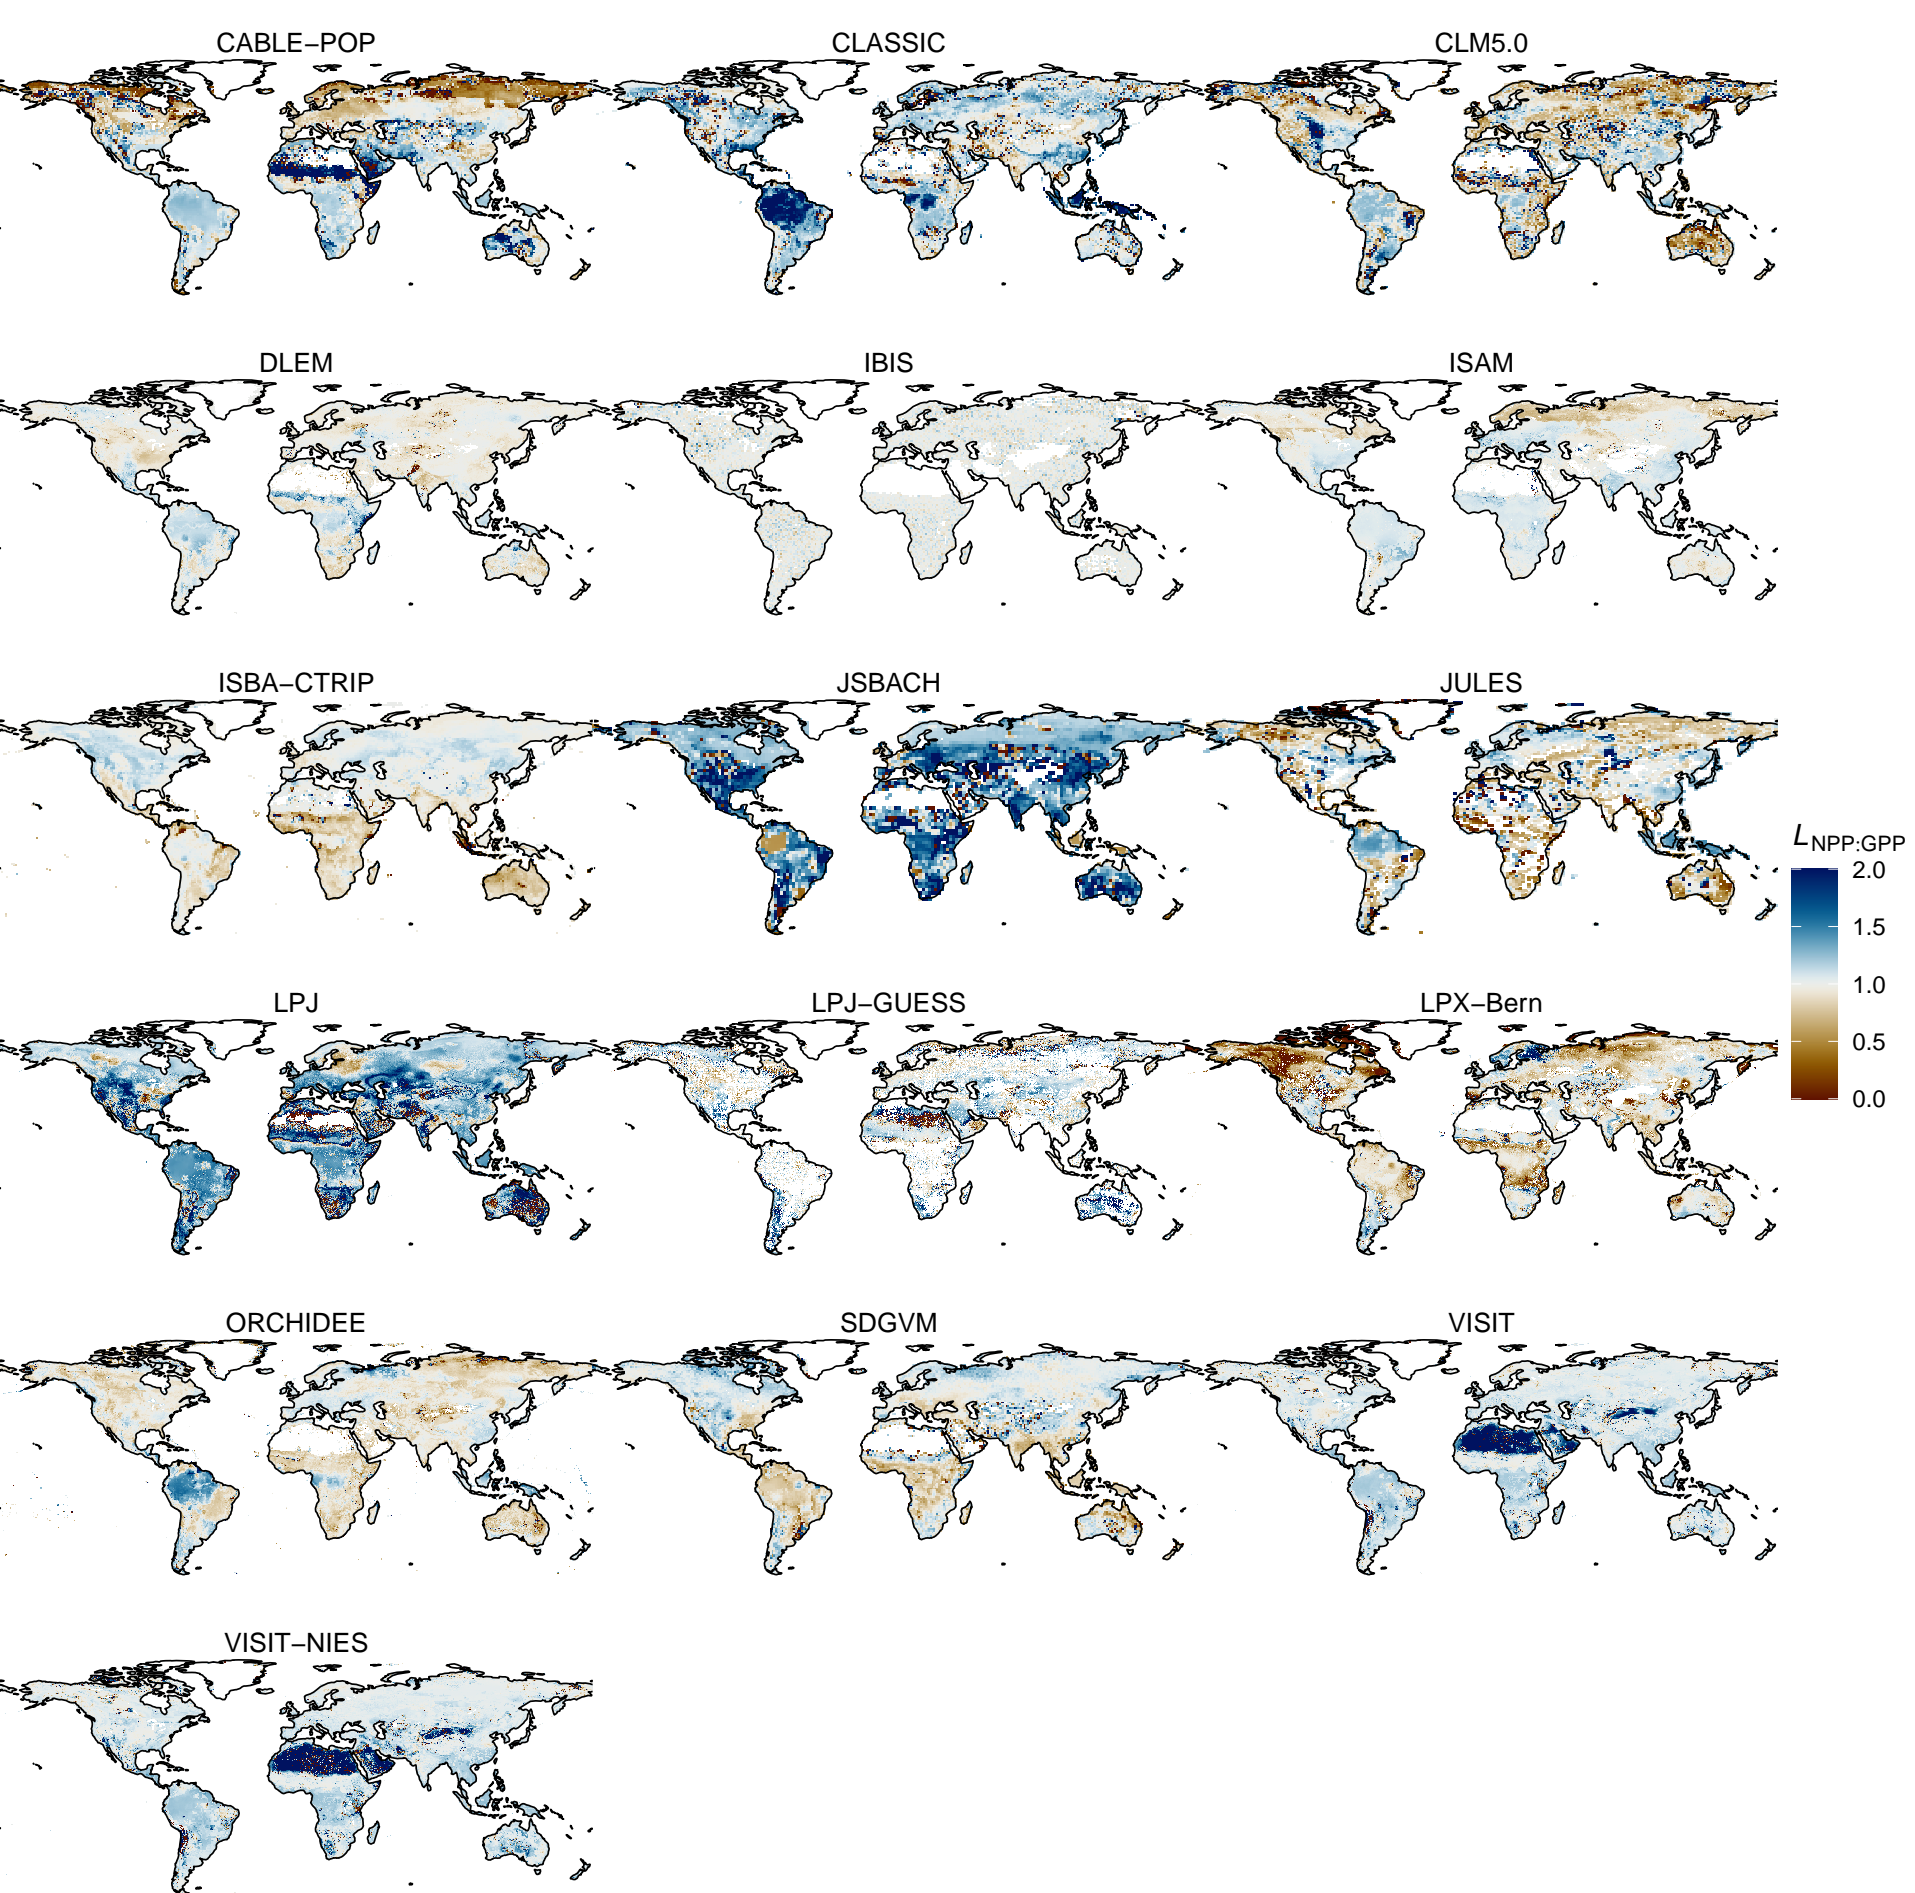 CABLE−POP CLASSIC CLM5.0
DLEM IBIS ISAM
ISBA−CTRIP JSBACH JULES
L NPP:GPP
2.0
1.5
1.0
0.5
0.0
LPJ LPJ−GUESS LPX−Bern
ORCHIDEE SDGVM VISIT
VISIT−NIES